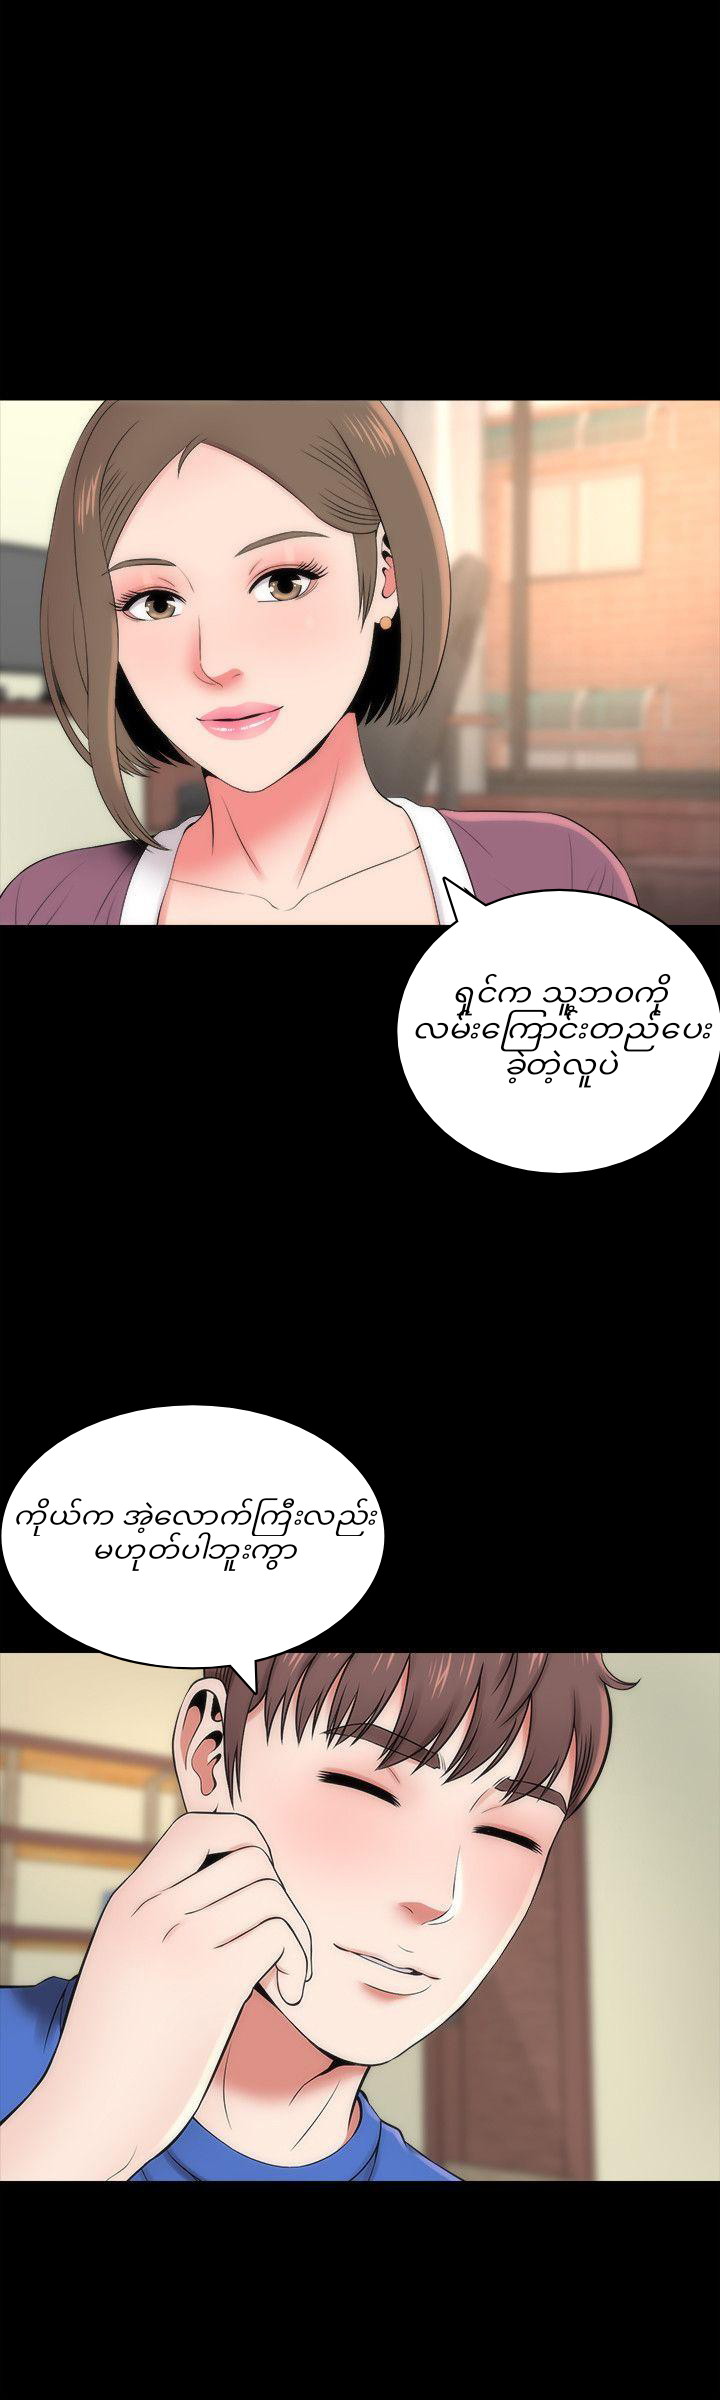 ရှင်က သူ့ဘဝကို
လမ်းကြောင်းတည်ပေး
ခဲ့တဲ့လူပဲ
ကိုယ်က အဲ့လောက်ကြီးလည်း
မဟုတ်ပါဘူးကွာ